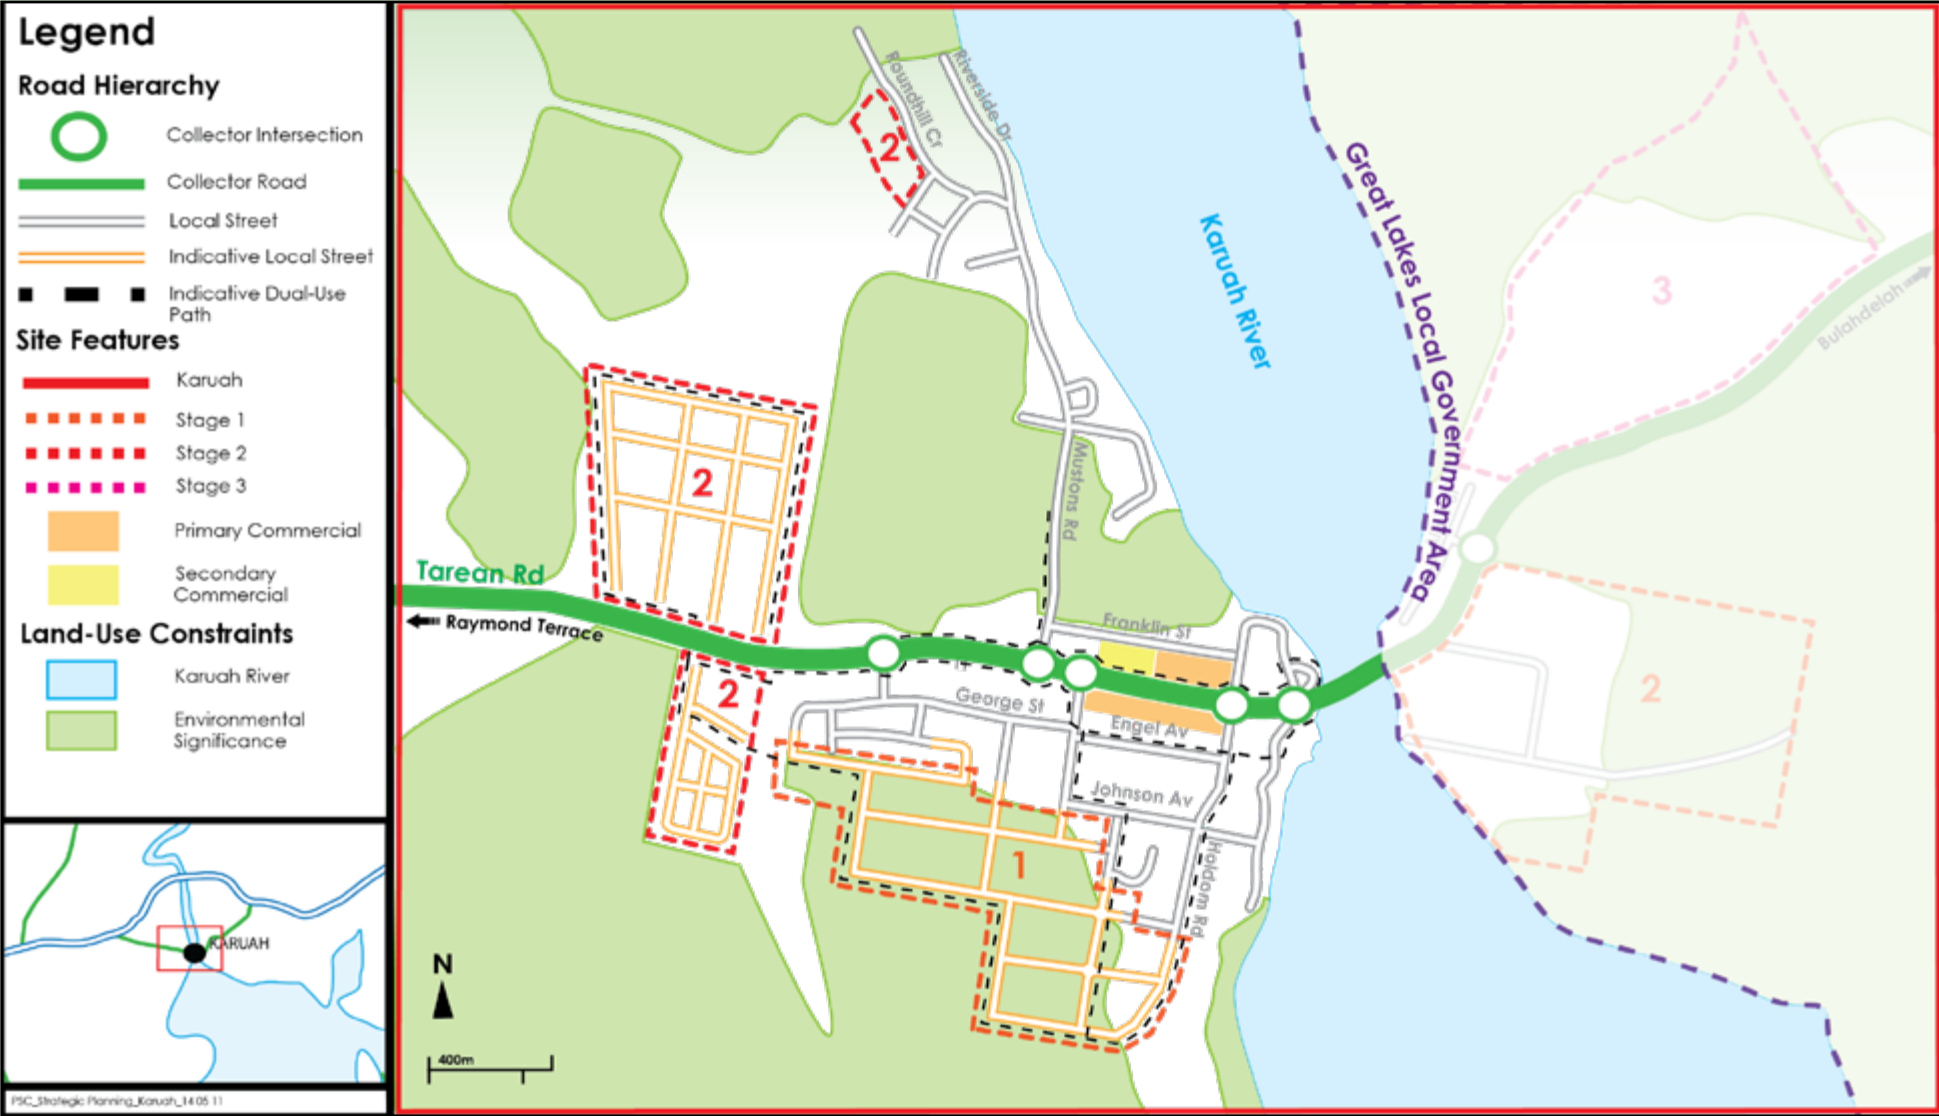 Legend
Road Hierarchy
Collector Intersection
Collector Road
Local Street
Indicative Local Street
Indicative Dual-Use
Path
Site Features
Karuah
Stage 1
Stage 2
Stage 3
Primary Commercial
Secondary
Commercial
Land-Use Constraints
Karuah River
Environmental
Significance
KARUAH
PSC_Strategic Planning_Karuah_14 05 11
Roundhill Cr
Riverside Dr
2
Karuah River
Great Lakes Local Government Area
3
Bulahdelah
2
Mustons Rd
Tarean Rd
Raymond Terrace
Franklin St
2
George St
Engel Av
2
Johnson Av
1
Holdom Rd
N
400m